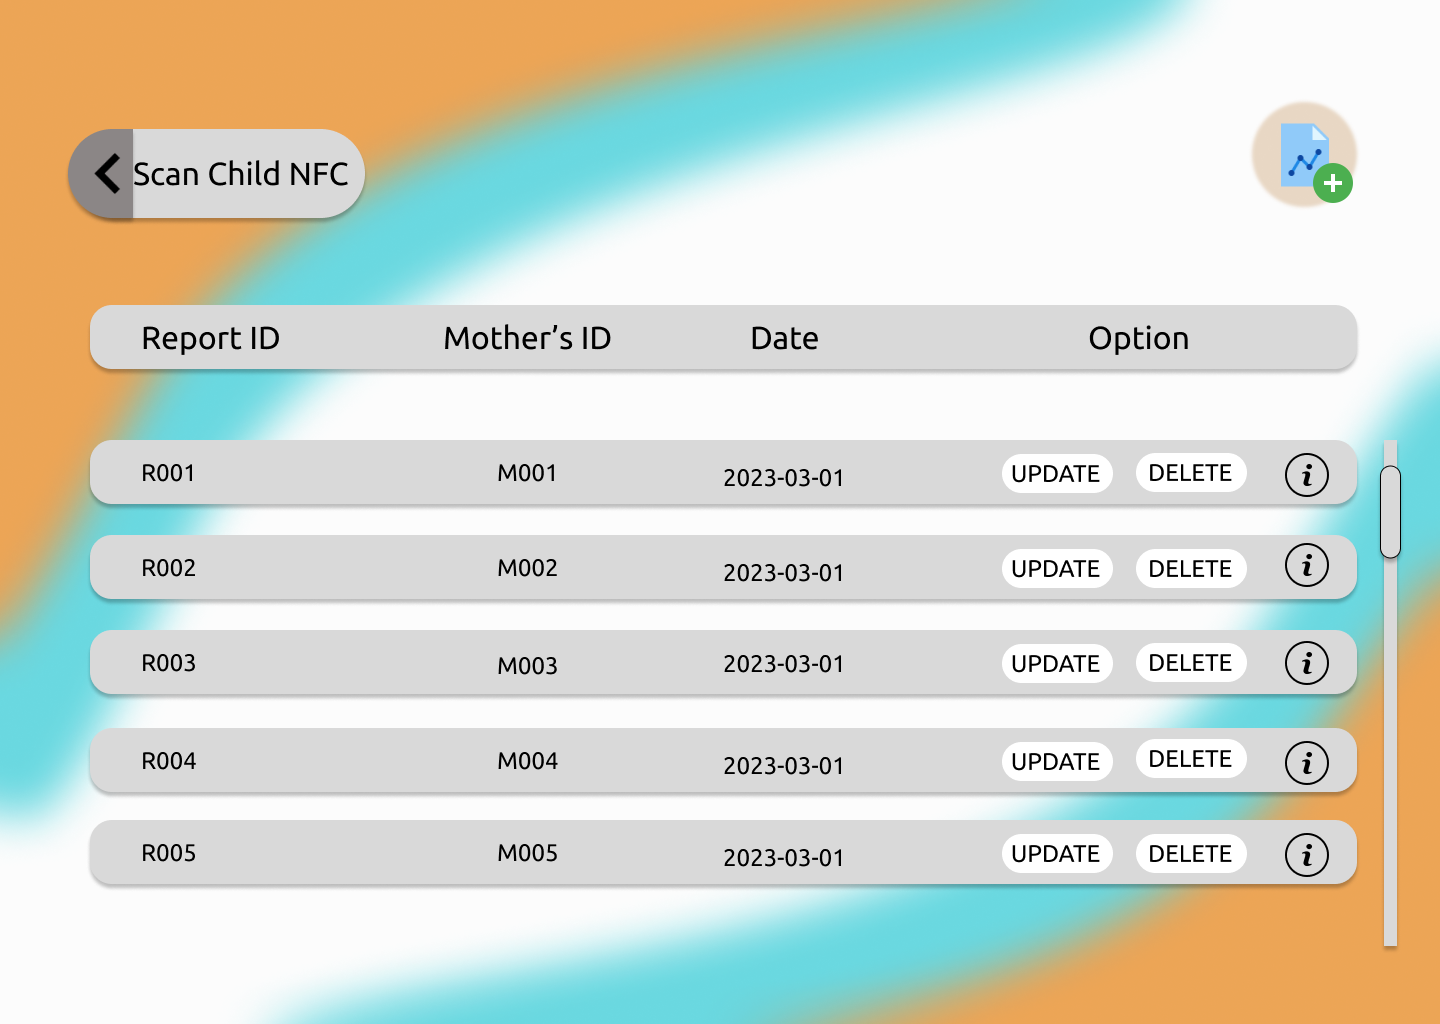 Scan Child NFC
Report ID Mother’s ID Date Option
R001 M001 2023-03-01 UPDATE DELETE i
R002 M002 2023-03-01 UPDATE DELETE i
R003 M003 2023-03-01 UPDATE DELETE i
R004 M004 2023-03-01 UPDATE DELETE i
R005 M005 2023-03-01 UPDATE DELETE i